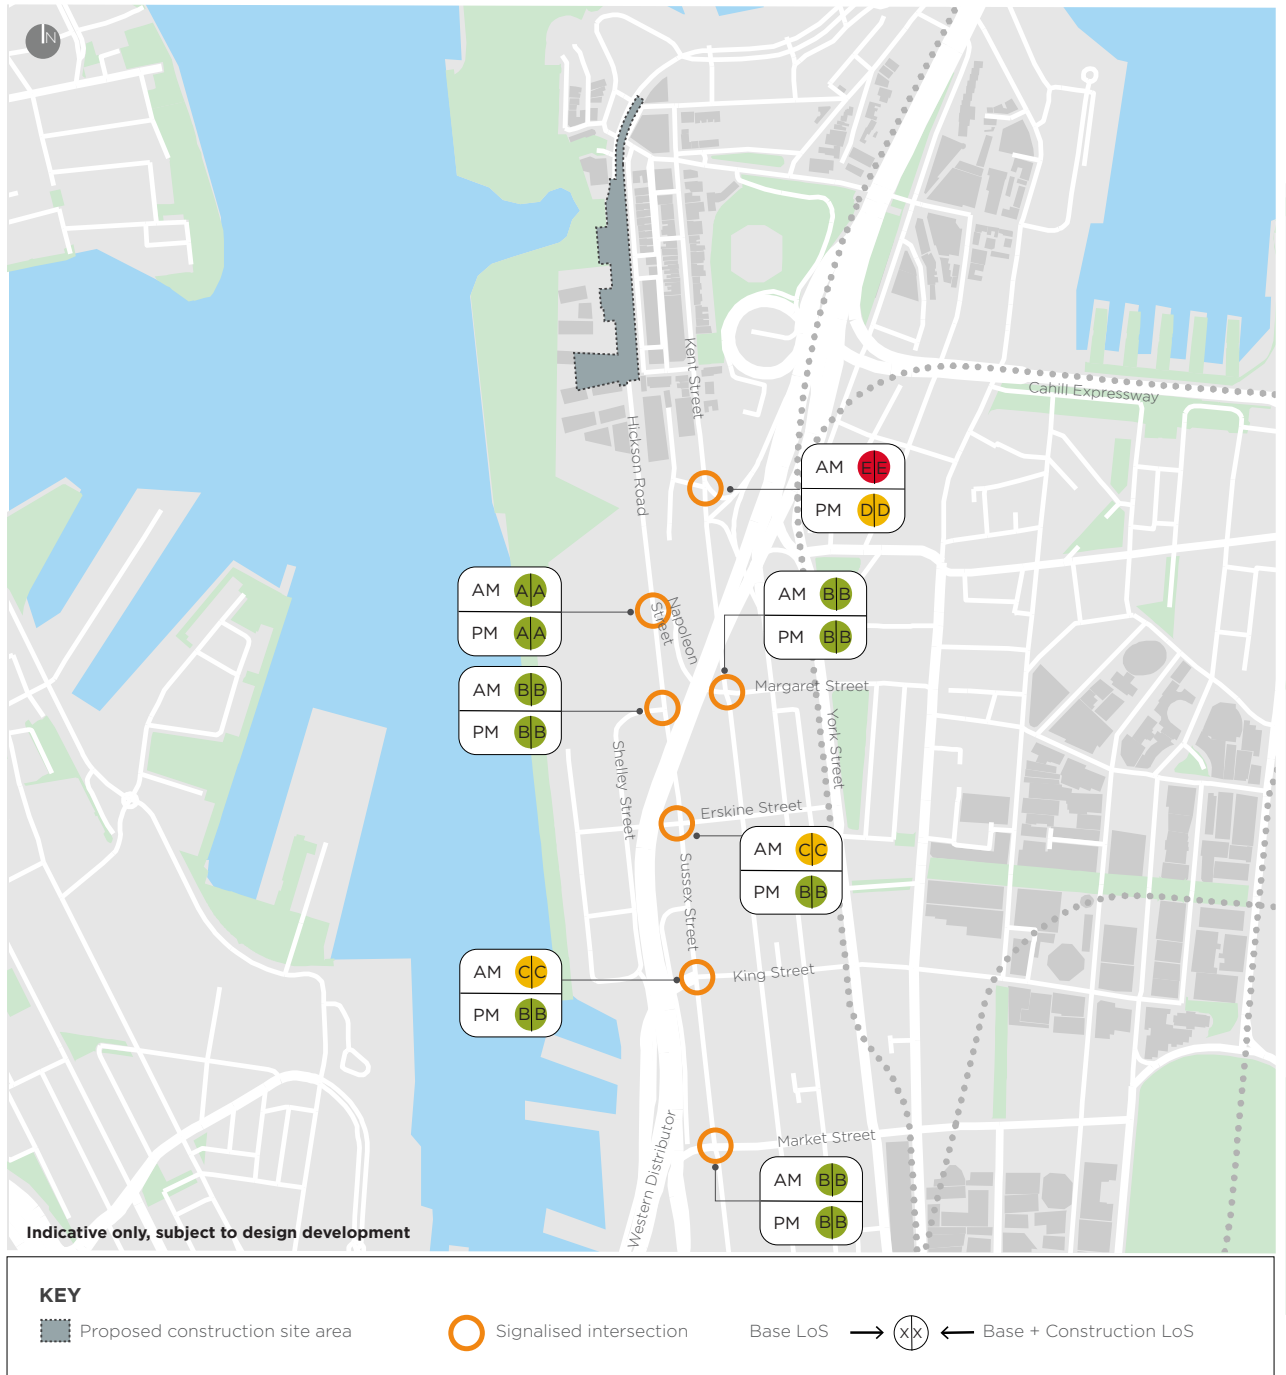 N
Kent Street
Cahill Expressway
Hickson Road
AM E E
PM D D
AM A A
PM A A
Napoleon
Street
AM B B
PM B B
AM B B
PM B B
Margaret Street
York Street
Shelley Street
Erskine Street
AM C C
PM B B
Sussex Street
AM C C
PM B B
King Street
Western Distributor
Market Street
AM B B
PM B B
Indicative only, subject to design development
KEY
Proposed construction site area
Signalised intersection
Base LoS
X X
Base + Construction LoS